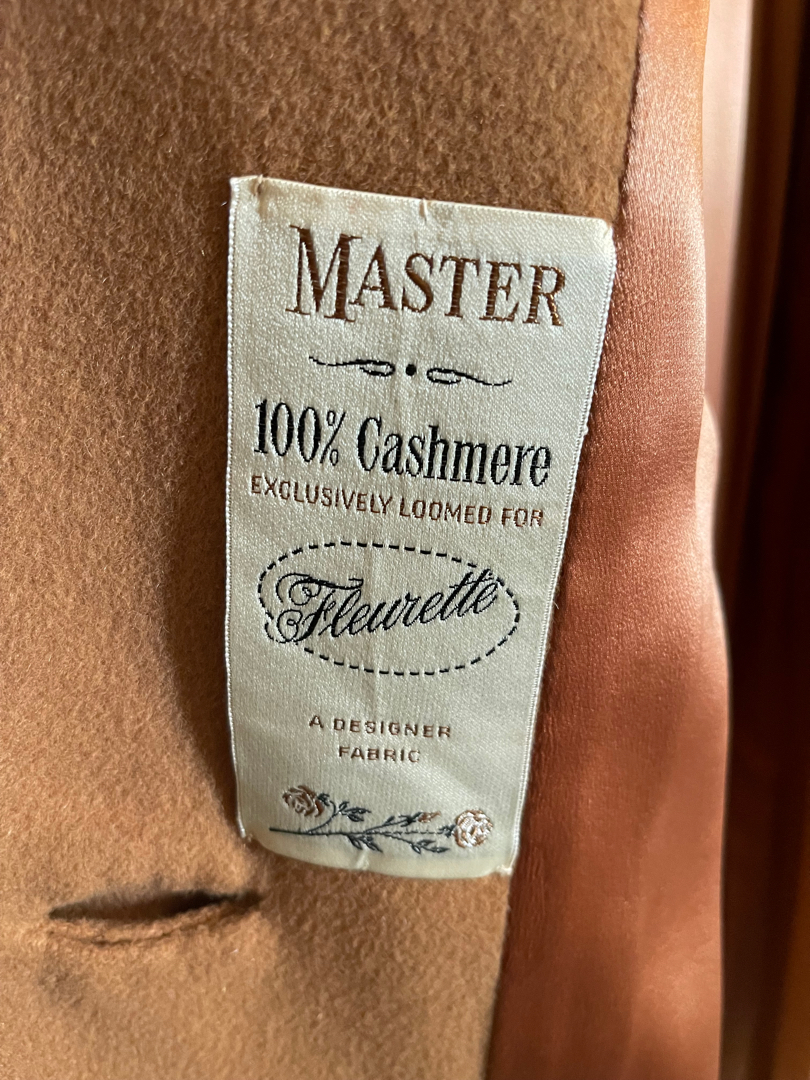 MASTER
100% Cashmere
EXCLUSIVELY LOOMED FOR
Fleurette
A DESIGNER
FABRIC